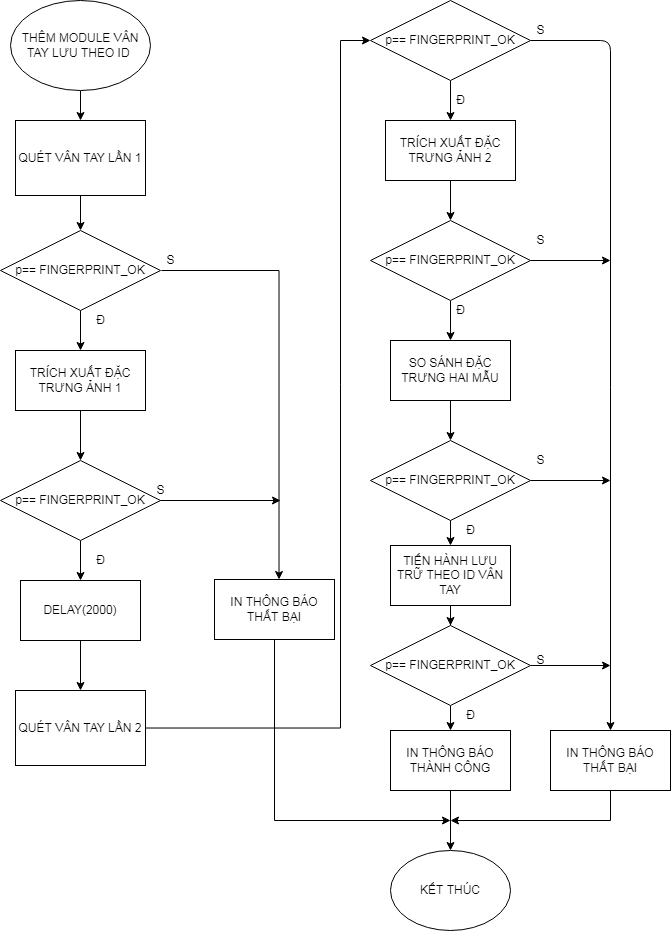 THÊM MODULE VÂN
TAY LƯU THEO ID
QUÉT VÂN TAY LẦN 1
p== FINGERPRINT_OK
S
Đ
TRÍCH XUẤT ĐẶC
TRƯNG ẢNH 1
p== FINGERPRINT_OK
S
Đ
DELAY(2000)
IN THÔNG BÁO
THẤT BẠI
QUÉT VÂN TAY LẦN 2
p== FINGERPRINT_OK
S
Đ
TRÍCH XUẤT ĐẶC
TRƯNG ẢNH 2
p== FINGERPRINT_OK
S
Đ
SO SÁNH ĐẶC
TRƯNG HAI MẪU
p== FINGERPRINT_OK
S
Đ
TIẾN HÀNH LƯU
TRỮ THEO ID VÂN
TAY
p== FINGERPRINT_OK
S
Đ
IN THÔNG BÁO
THÀNH CÔNG
IN THÔNG BÁO
THẤT BẠI
KẾT THÚC